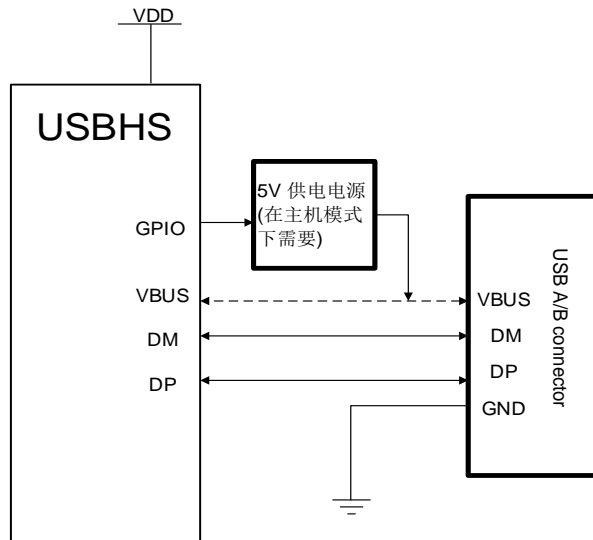 VDD
USBHS
5V 供电电源
(在主机模式
下需要)
GPIO
VBUS
DM
DP
VBUS
DM
DP
GND
USB A/B connector